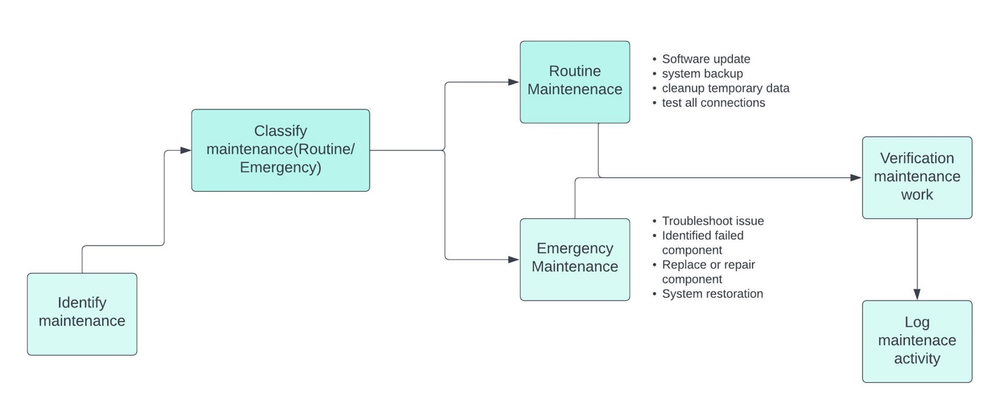 Identify
maintenance
Classify
maintenance(Routine/
Emergency)
Routine
Maintenenace
• Software update
• system backup
• cleanup temporary data
• test all connections
Emergency
Maintenance
• Troubleshoot issue
• Identified failed
component
• Replace or repair
component
• System restoration
Verification
maintenance
work
Log
maintenace
activity